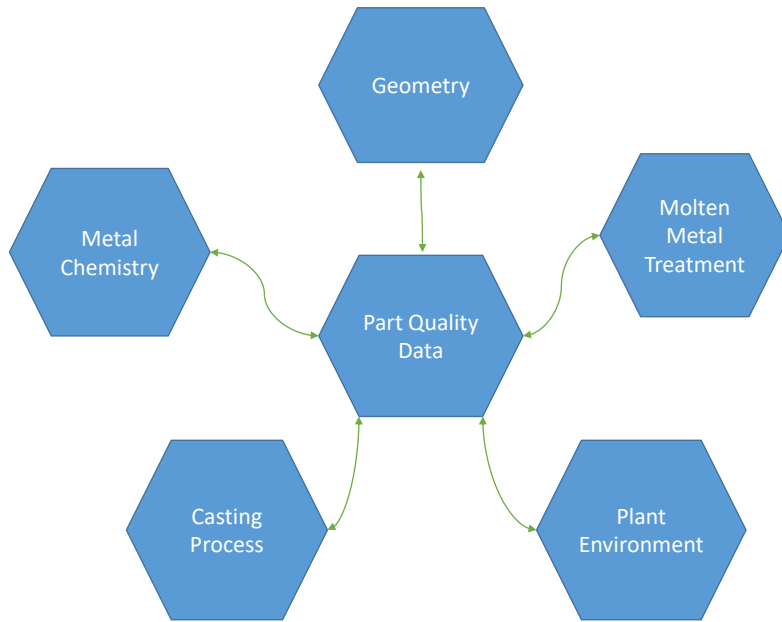 Geometry
Metal
Chemistry
Molten
Metal
Treatment
Part Quality
Data
Casting
Process
Plant
Environment